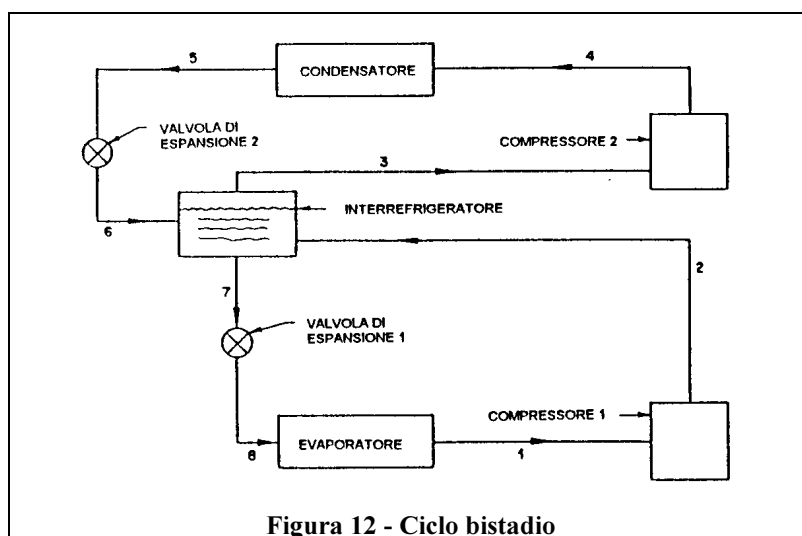 5
CONDENSATORE
4
VALVOLA DI
ESPANSIONE 2
COMPRESSORE 2
3
INTERREFRIGERATORE
6
2
7
VALVOLA DI
ESPANSIONE 1
COMPRESSORE 1
EVAPORATORE
8
1
Figura 12 - Ciclo bistadio